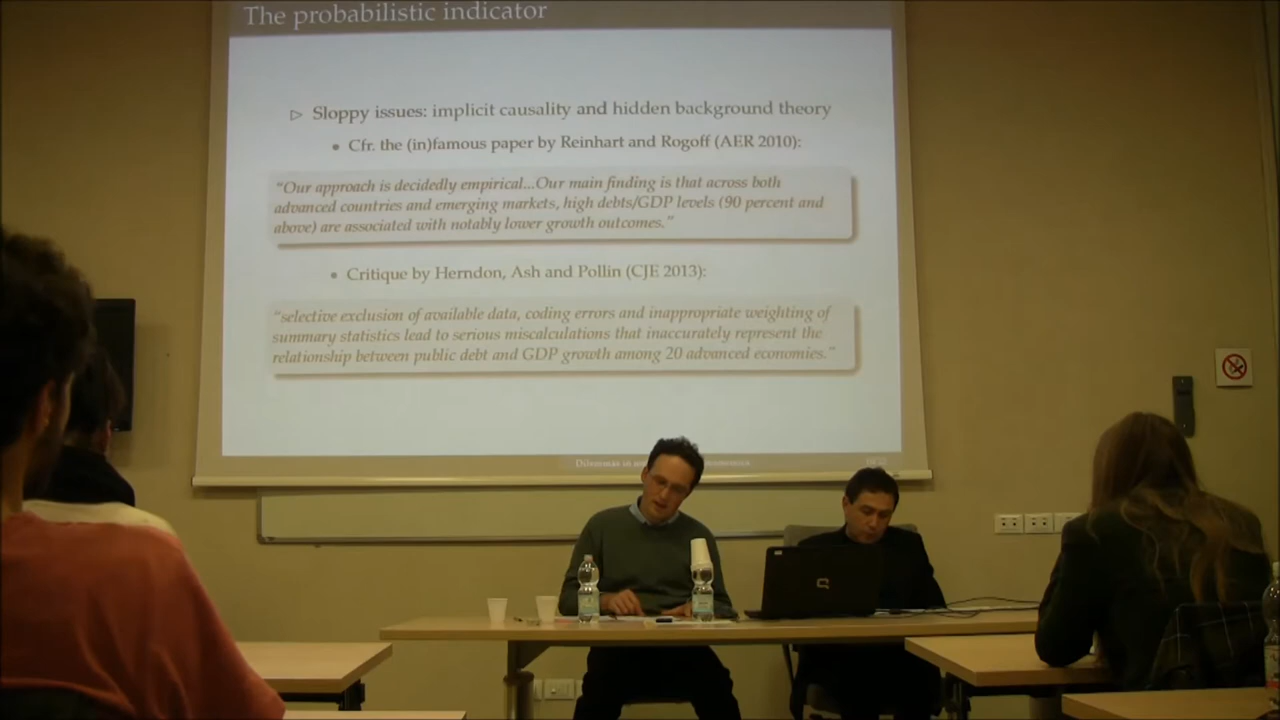 The probabilistic indicator
▷ Sloppy issues: implicit causality and hidden background theory
• Cfr. the (in)famous paper by Reinhart and Rogoff (AER 2010):
"Our approach is decidedly empirical...Our main finding is that across both
advanced countries and emerging markets, high debts/GDP levels (90 percent and
above) are associated with notably lower growth outcomes."
• Critique by Herndon, Ash and Pollin (CJE 2013):
"selective exclusion of available data, coding errors and inappropriate weighting of
summary statistics lead to serious miscalculations that inaccurately represent the
relationship between public debt and GDP growth among 20 advanced economies."
Dilemmas in